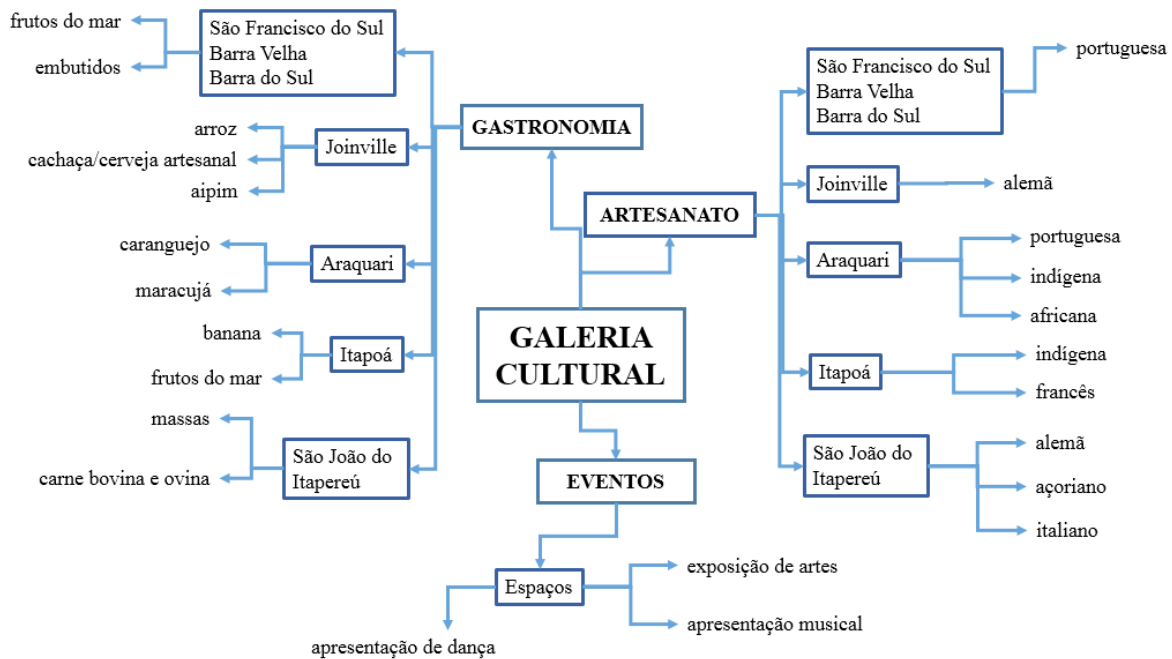 GALERIA
CULTURAL
GASTRONOMIA
São Francisco do Sul
Barra Velha
Barra do Sul
frutos do mar
embutidos
Joinville
arroz
cachaça/cerveja artesanal
aipim
Araquari
caranguejo
maracujá
Itapoá
banana
frutos do mar
São João do
Itapereú
massas
carne bovina e ovina
ARTESANATO
São Francisco do Sul
Barra Velha
Barra do Sul
portuguesa
Joinville
alemã
Araquari
portuguesa
indígena
africana
Itapoá
indígena
francês
São João do
Itapereú
alemã
açoriano
italiano
EVENTOS
Espaços
exposição de artes
apresentação musical
apresentação de dança